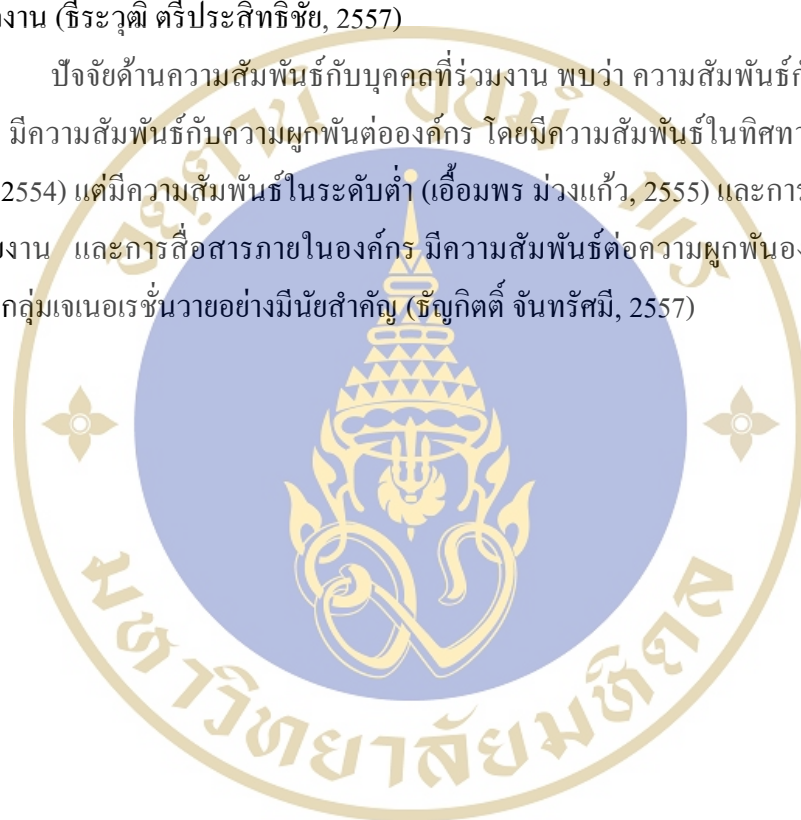 งาน (ธีระวุฒิ ตรีประสิทธิชัย, 2557)
ปัจจัยด้านความสัมพันธ์กับบุคคลที่ร่วมงาน พบว่า ความสัมพันธ์
มีความสัมพันธ์กับความผูกพันต่อองค์กร โดยมีความสัมพันธ์ในทิศทา
2554) แต่มีความสัมพันธ์ในระดับต่ำ (เอื้อมพร ม่วงแก้ว, 2555) และการ
งาน และการสื่อสารภายในองค์กร มีความสัมพันธ์ต่อความผูกพันอง
กลุ่มเจเนอเรชั่นวายอย่างมีนัยสำคัญ (ธัญกิตติ์ จันทรัศมี, 2557)
อตฺตานํ อุปมํ กเร
มหาวิทยาลัยมหิดล